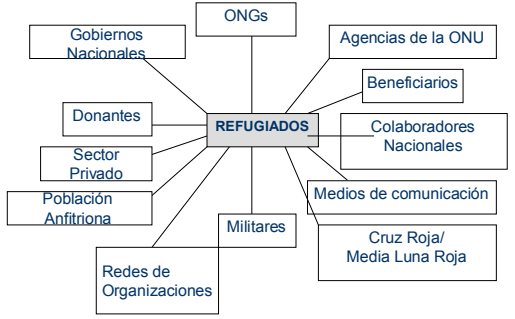 ONGs
Gobiernos
Nacionales
Agencias de la ONU
Beneficiarios
Donantes
REFUGIADOS
Colaboradores
Nacionales
Sector
Privado
Medios de comunicación
Población
Anfitriona
Militares
Cruz Roja/
Media Luna Roja
Redes de
Organizaciones